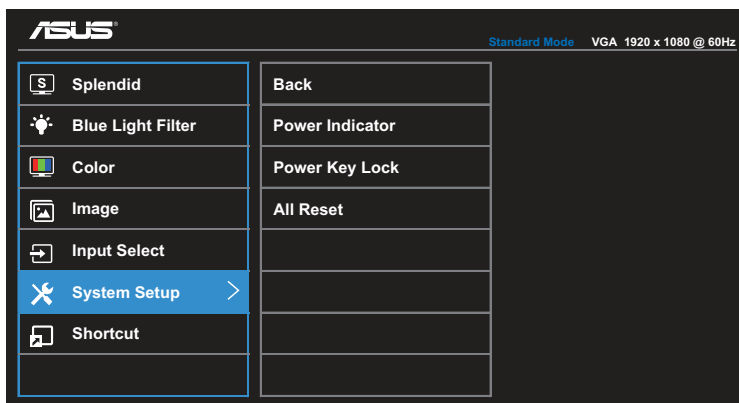 ASUS
Standard Mode VGA 1920 x 1080 @ 60Hz
S Splendid
Blue Light Filter
Color
Image
Input Select
System Setup
Shortcut
Back
Power Indicator
Power Key Lock
All Reset